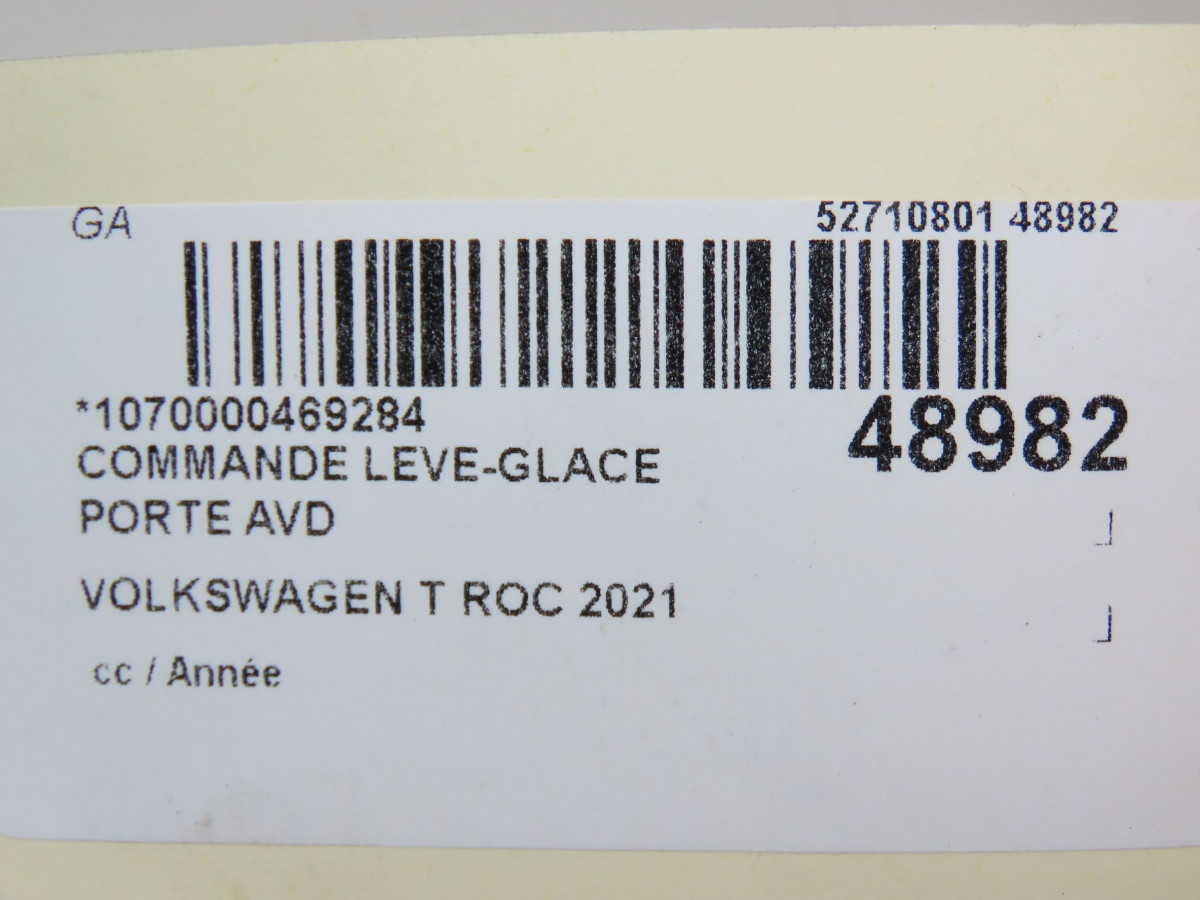 GA
52710801 48982
*1070000469284
48982
COMMANDE LEVE-GLACE
PORTE AVD
VOLKSWAGEN T ROC 2021
cc / Année